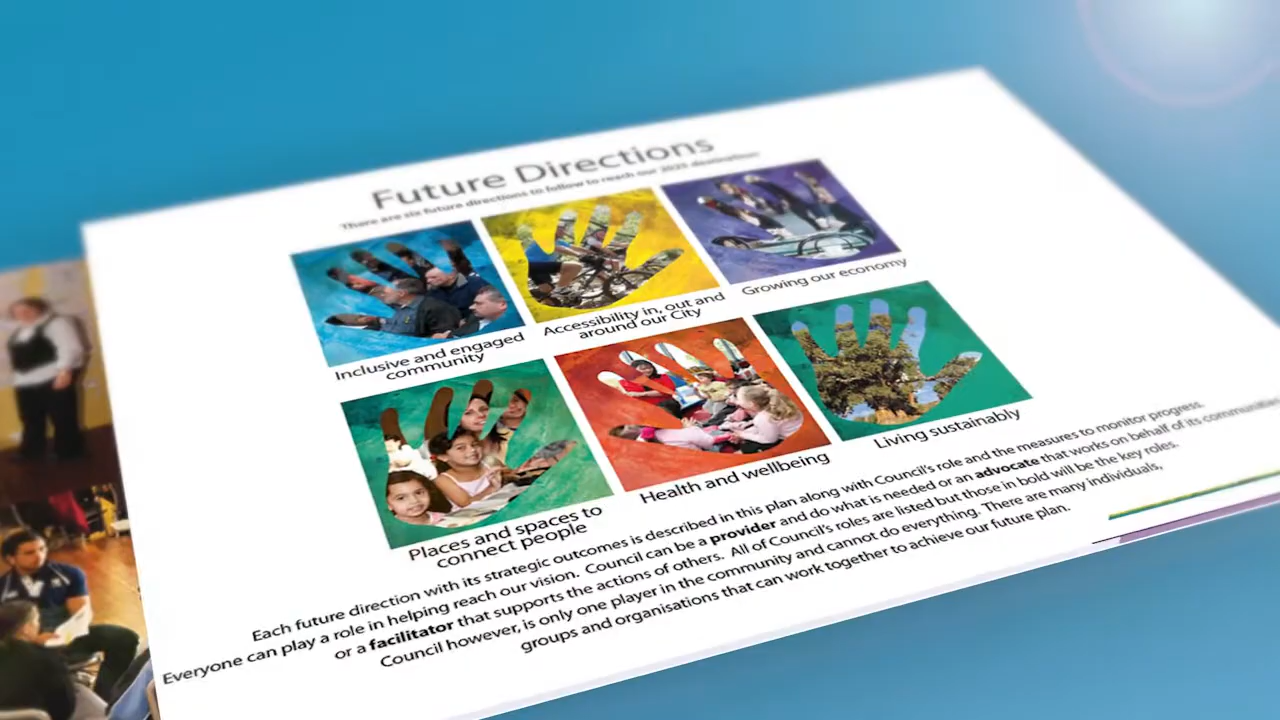 Future Directions
There are six future directions to follow to reach our 2025 destination:
Inclusive and engaged
community
Accessibility in, out and
around our City
Growing our economy
Places and spaces to
connect people
Health and wellbeing
Living sustainably
Each future direction with its strategic outcomes is described in this plan along with Council's role and the measures to monitor progress.
Everyone can play a role in helping reach our vision. Council can be a provider and do what is needed or an advocate that works on behalf of its communities
or a facilitator that supports the actions of others. All of Council's roles are listed but those in bold will be the key roles.
Council however, is only one player in the community and cannot do everything. There are many individuals,
groups and organisations that can work together to achieve our future plan.